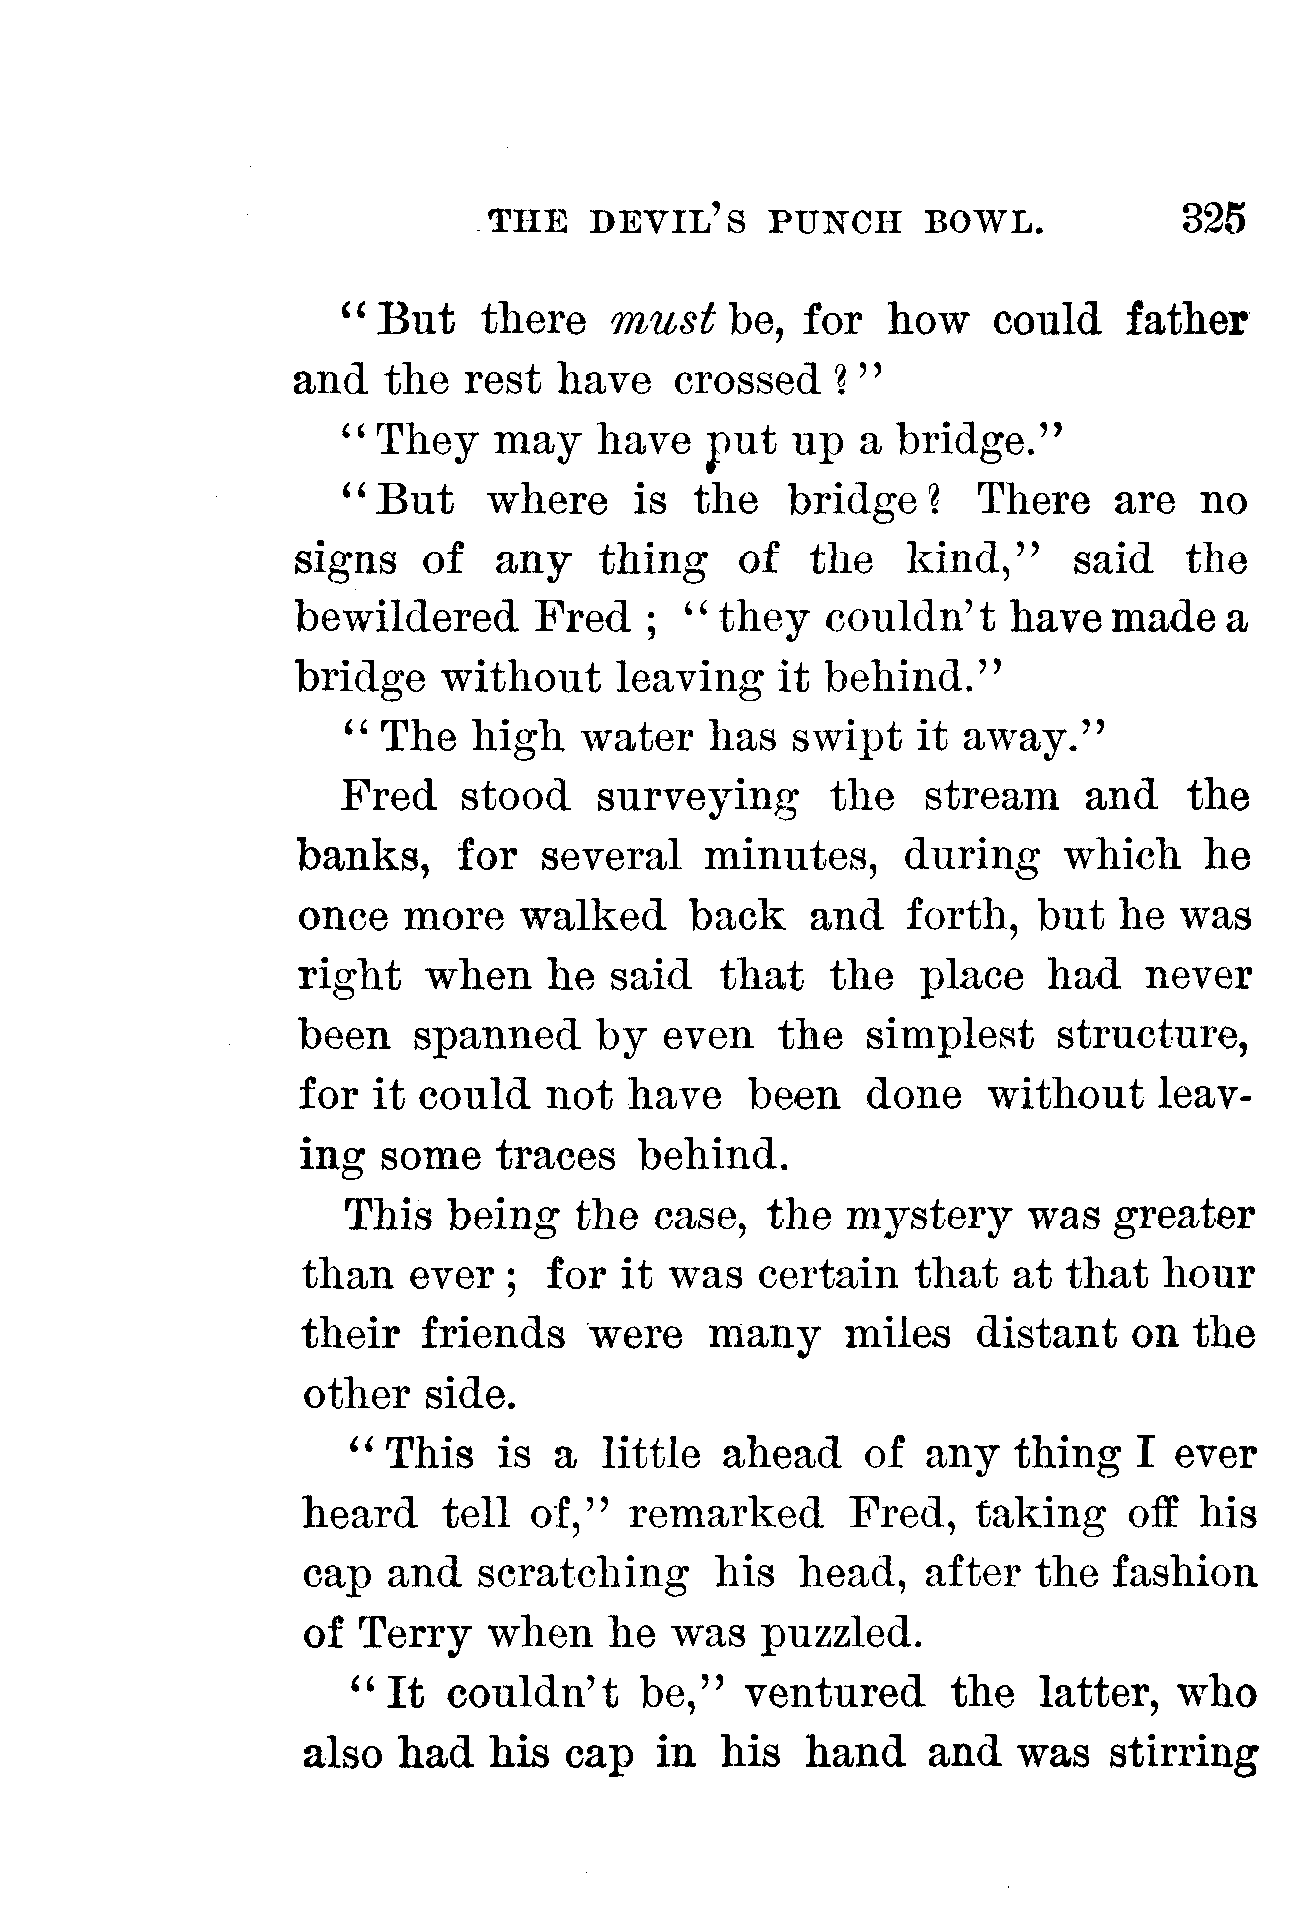 THE DEVIL'S PUNCH BOWL. 325
"But there must be, for how could father
and the rest have crossed?"
"They may have put up a bridge."
"But where is the bridge? There are no
signs of any thing of the kind," said the
bewildered Fred; "they couldn't have made a
bridge without leaving it behind."
"The high water has swipt it away."
Fred stood surveying the stream and the
banks, for several minutes, during which he
once more walked back and forth, but he was
right when he said that the place had never
been spanned by even the simplest structure,
for it could not have been done without leav-
ing some traces behind.
This being the case, the mystery was greater
than ever; for it was certain that at that hour
their friends were many miles distant on the
other side.
"This is a little ahead of any thing I ever
heard tell of," remarked Fred, taking off his
cap and scratching his head, after the fashion
of Terry when he was puzzled.
"It couldn't be," ventured the latter, who
also had his cap in his hand and was stirring